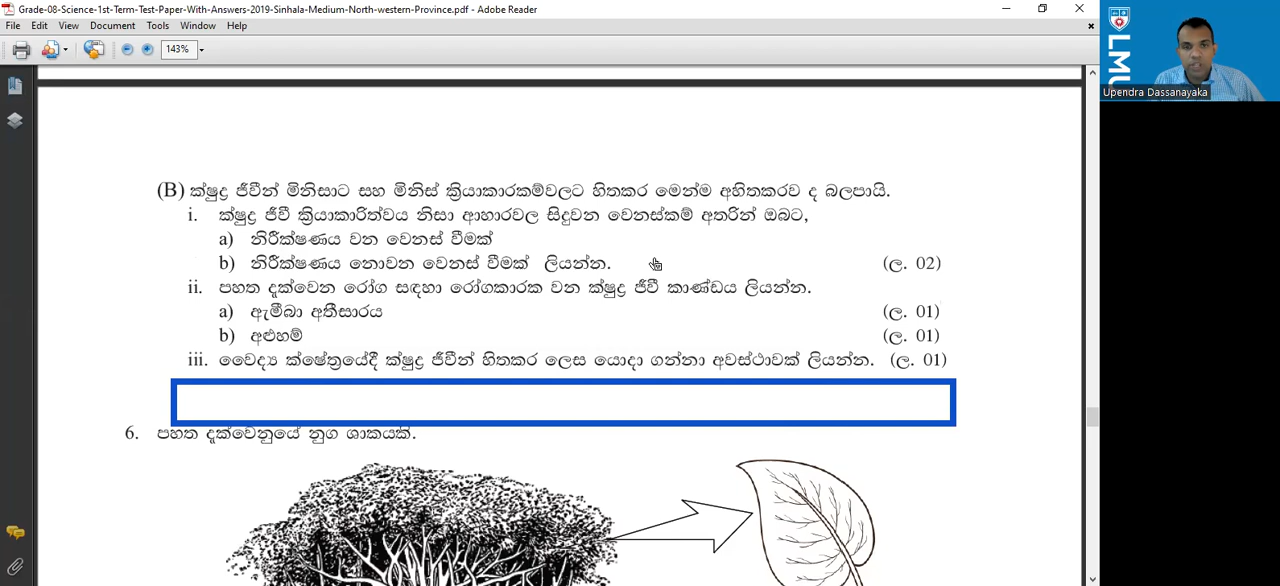 Grade-08-Science-1st-Term-Test-Paper-With-Answers-2019-Sinhala-Medium-North-western-Province.pdf - Adobe Reader
File Edit View Document Tools Window Help
143%
LMU
Upendra Dassanayaka
(B) ක්ෂුද්‍ර ජීවීන් මිනිසාට සහ මිනිස් ක්‍රියාකාරකම්වලට හිතකර මෙන්ම අහිතකරව ද බලපායි.
i. ක්ෂුද්‍ර ජීවී ක්‍රියාකාරිත්වය නිසා ආහාරවල සිදුවන වෙනස්කම් අතරින් ඔබට,
a) නිරීක්ෂණය වන වෙනස් වීමක්
b) නිරීක්ෂණය නොවන වෙනස් වීමක් ලියන්න. (ල. 02)
ii. පහත දැක්වෙන රෝග සඳහා රෝගකාරක වන ක්ෂුද්‍ර ජීවී කාණ්ඩය ලියන්න.
a) ඇමීබා අතීසාරය (ල. 01)
b) අළුහම් (ල. 01)
iii. වෛද්‍ය ක්ෂේත්‍රයේදී ක්ෂුද්‍ර ජීවීන් හිතකර ලෙස යොදා ගන්නා අවස්ථාවක් ලියන්න. (ල. 01)
6. පහත දැක්වෙනුයේ නුග ශාකයකි.